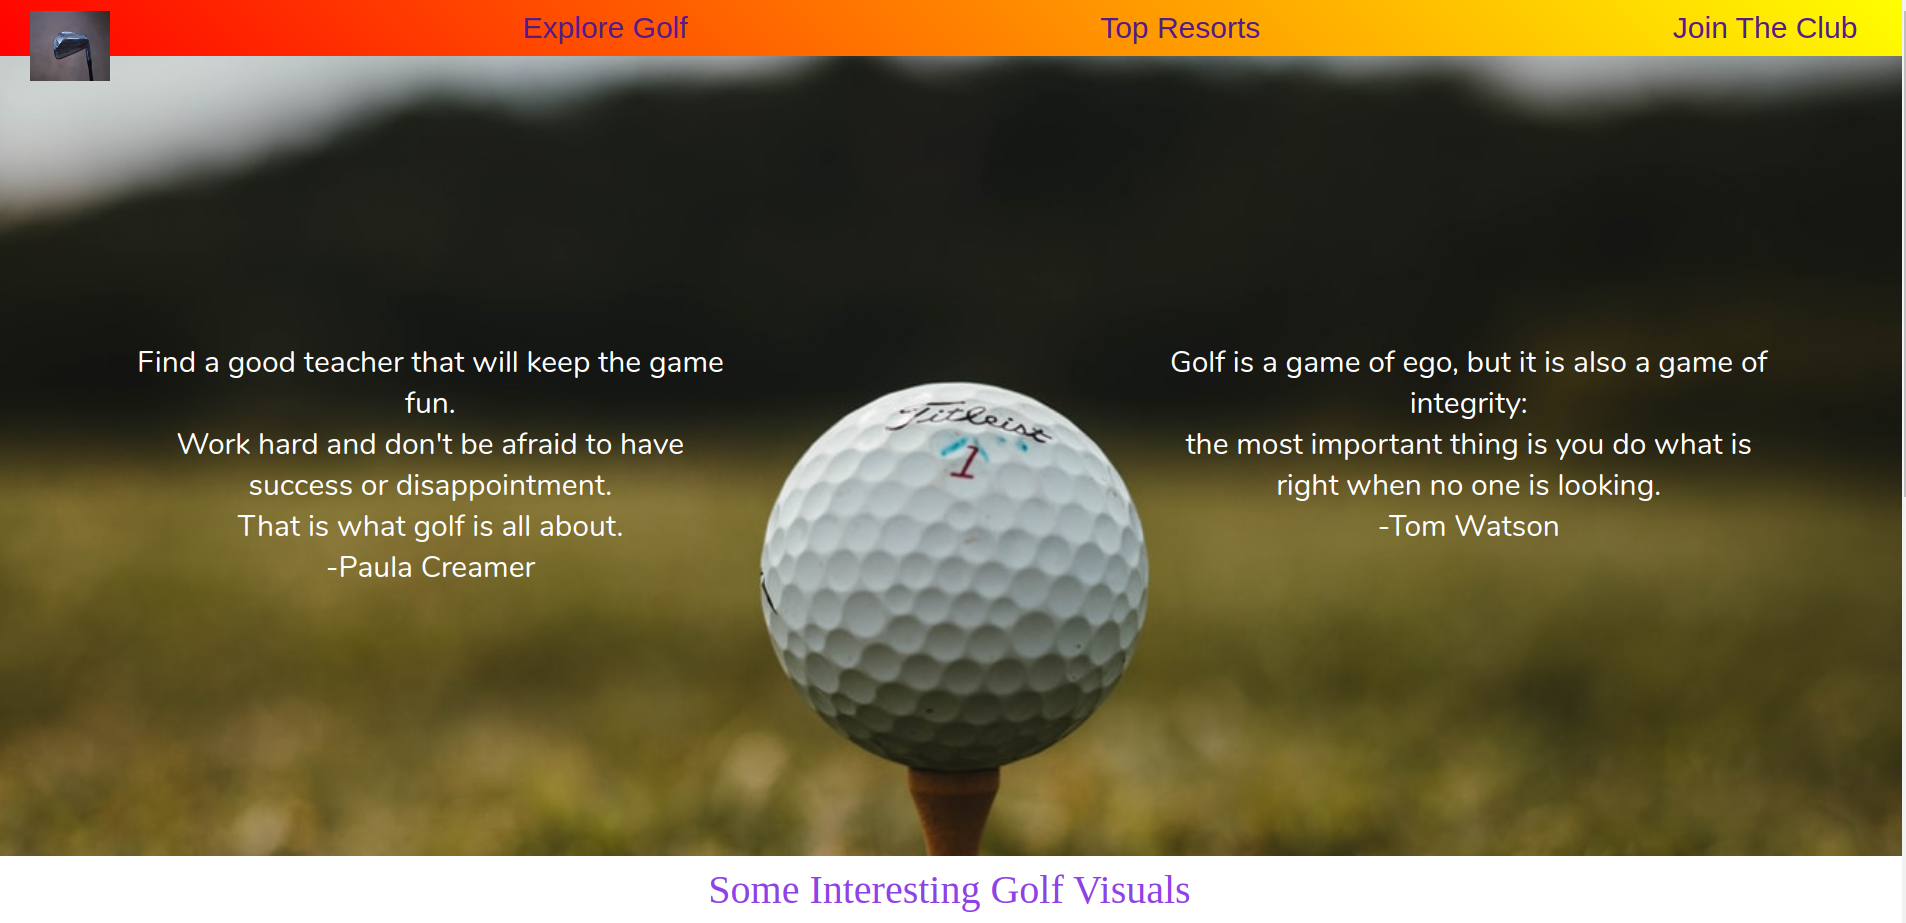 Explore Golf
Top Resorts
Join The Club
Find a good teacher that will keep the game
fun.
Work hard and don't be afraid to have
success or disappointment.
That is what golf is all about.
-Paula Creamer
Golf is a game of ego, but it is also a game of
integrity:
the most important thing is you do what is
right when no one is looking.
-Tom Watson
Titleist
1
Some Interesting Golf Visuals